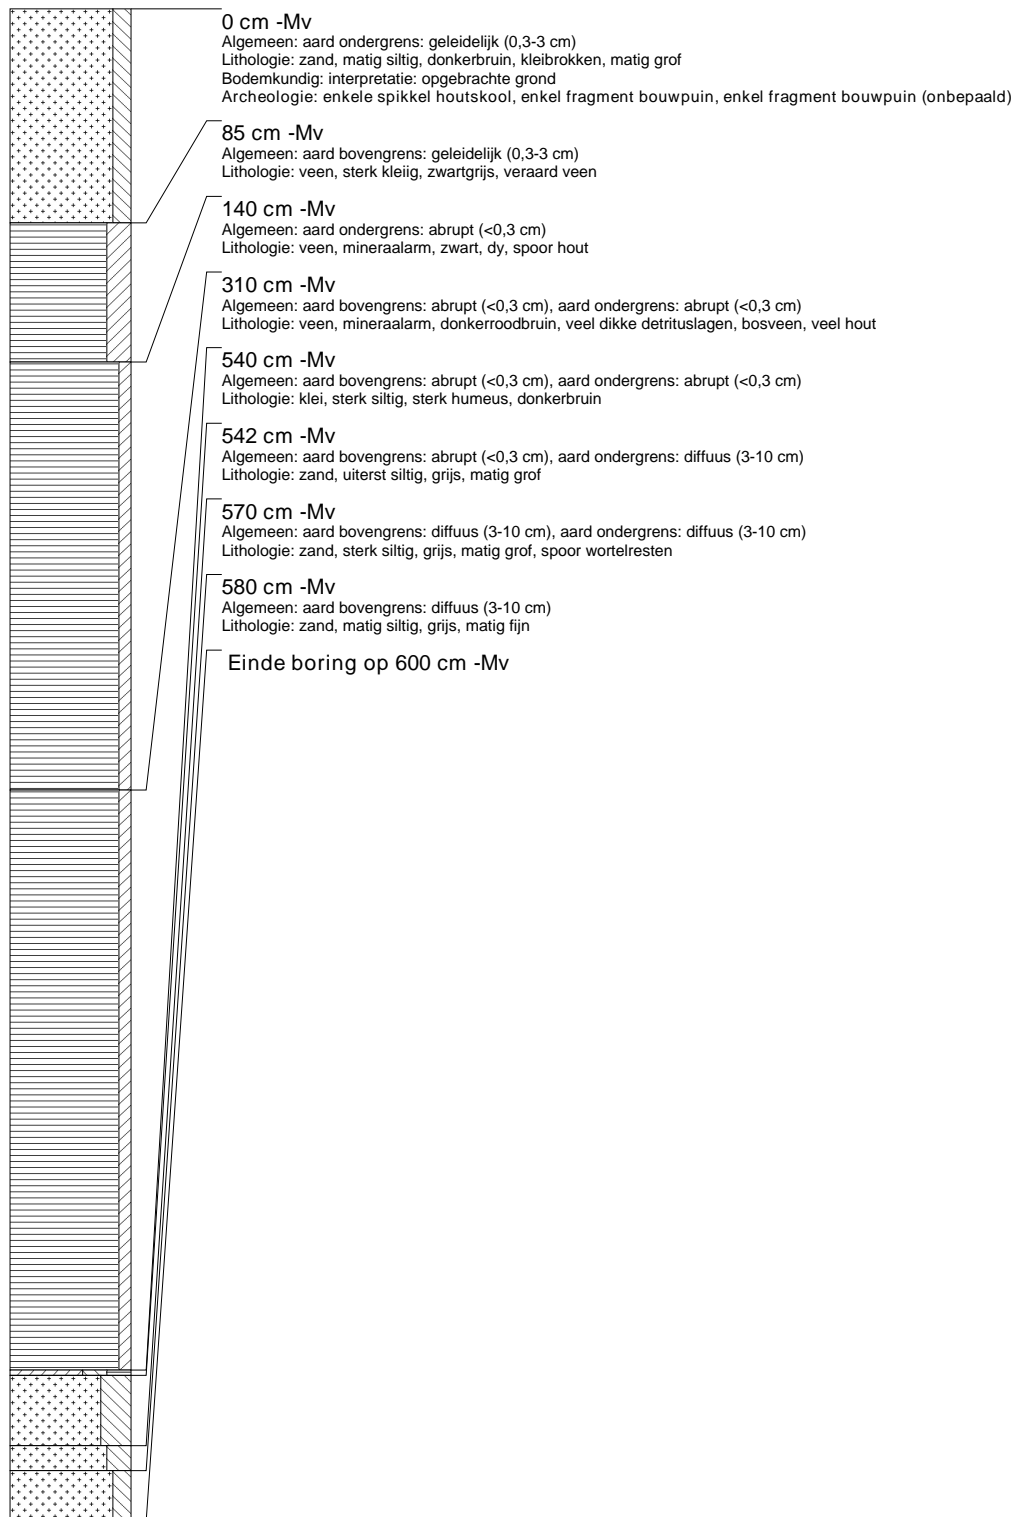 0 cm -Mv
Algemeen: aard ondergrens: geleidelijk (0,3-3 cm)
Lithologie: zand, matig siltig, donkerbruin, kleibrokken, matig grof
Bodemkundig: interpretatie: opgebrachte grond
Archeologie: enkele spikkel houtskool, enkel fragment bouwpuin, enkel fragment bouwpuin (onbepaald)
85 cm -Mv
Algemeen: aard bovengrens: geleidelijk (0,3-3 cm)
Lithologie: veen, sterk kleiig, zwartgrijs, veraard veen
140 cm -Mv
Algemeen: aard ondergrens: abrupt (<0,3 cm)
Lithologie: veen, mineraalarm, zwart, dy, spoor hout
310 cm -Mv
Algemeen: aard bovengrens: abrupt (<0,3 cm), aard ondergrens: abrupt (<0,3 cm)
Lithologie: veen, mineraalarm, donkerroodbruin, veel dikke detrituslagen, bosveen, veel hout
540 cm -Mv
Algemeen: aard bovengrens: abrupt (<0,3 cm), aard ondergrens: abrupt (<0,3 cm)
Lithologie: klei, sterk siltig, sterk humeus, donkerbruin
542 cm -Mv
Algemeen: aard bovengrens: abrupt (<0,3 cm), aard ondergrens: diffuus (3-10 cm)
Lithologie: zand, uiterst siltig, grijs, matig grof
570 cm -Mv
Algemeen: aard bovengrens: diffuus (3-10 cm), aard ondergrens: diffuus (3-10 cm)
Lithologie: zand, sterk siltig, grijs, matig grof, spoor wortelresten
580 cm -Mv
Algemeen: aard bovengrens: diffuus (3-10 cm)
Lithologie: zand, matig siltig, grijs, matig fijn
Einde boring op 600 cm -Mv